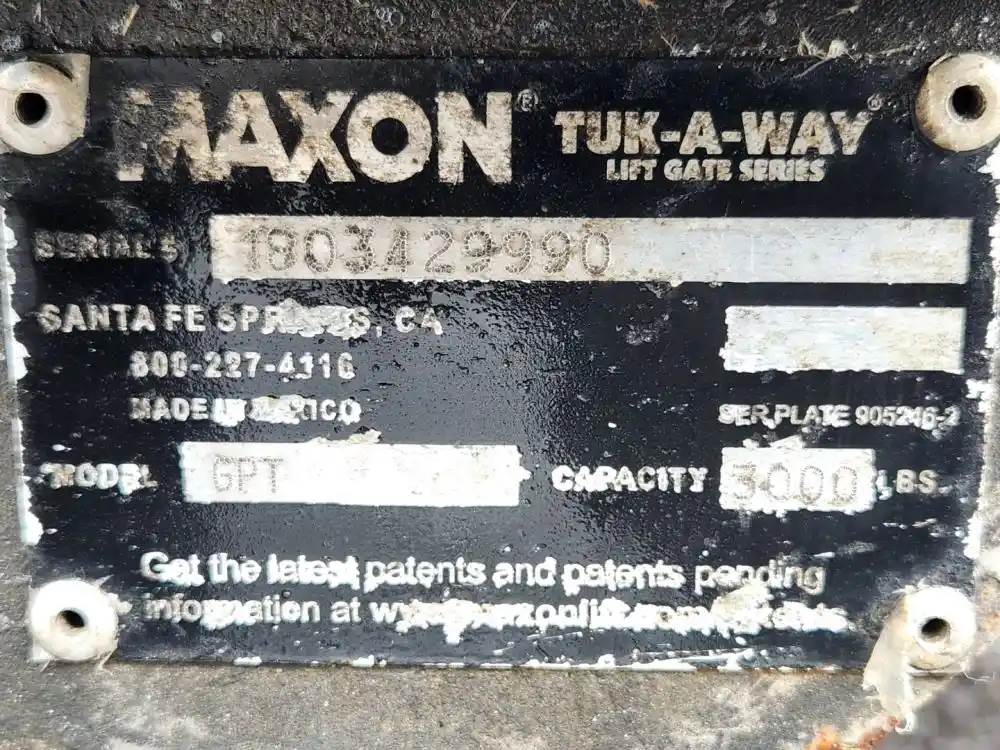 MAXON® TUK-A-WAY®
LIFT GATE SERIES
SERIAL 1803429990
SANTA FE SPRINGS, CA
800-227-4116
MADE IN MEXICO
SER.PLATE 905246-2
MODEL GPT CAPACITY 3000 LBS.
Get the latest patents and patents pending
information at